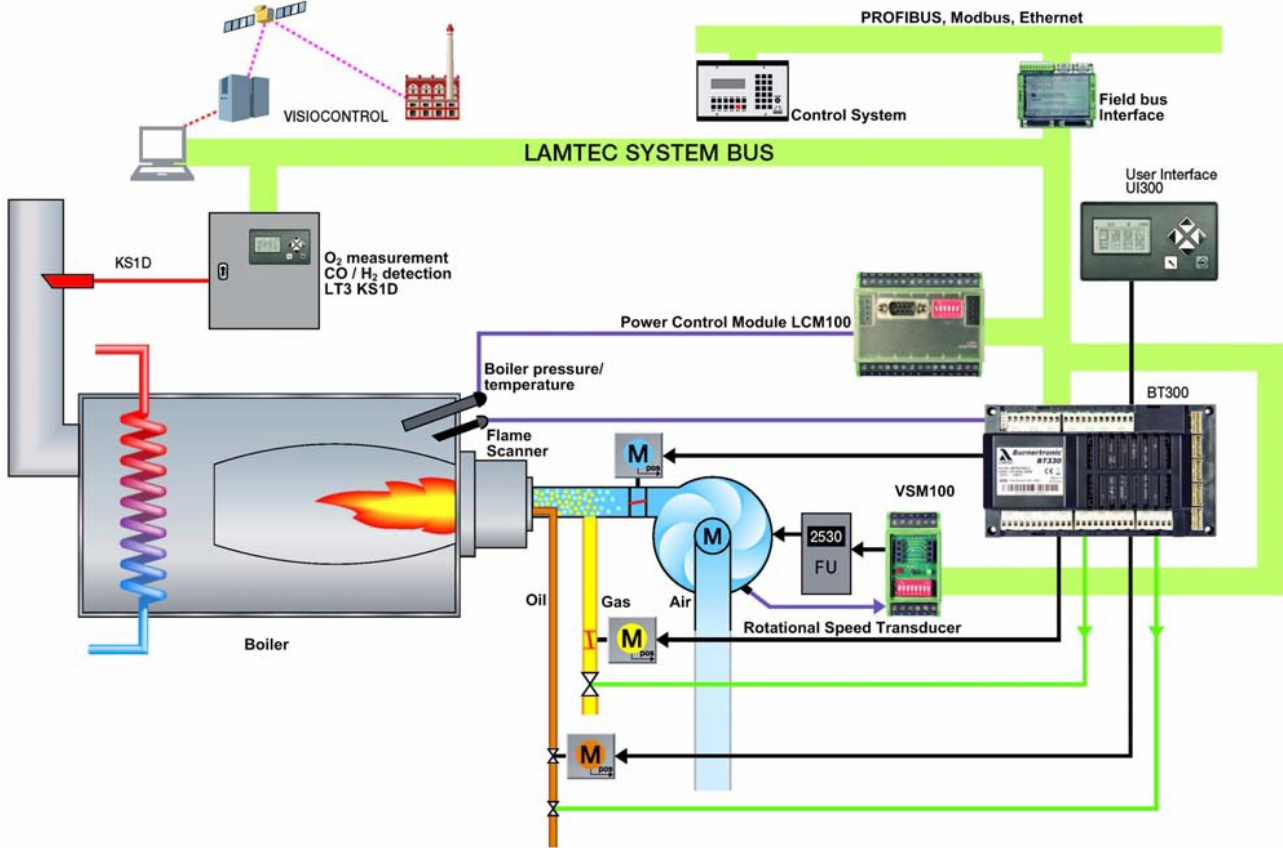 PROFIBUS, Modbus, Ethernet
VISIOCONTROL
Control System
Field bus
Interface
LAMTEC SYSTEM BUS
User Interface
UI300
KS1D
O₂ measurement
CO / H₂ detection
LT3 KS1D
Power Control Module LCM100
Boiler pressure/
temperature
BT300
Flame
Scanner
M
pos
Burnertronic
BT330
VSM100
M
2530
FU
Oil
Gas
Air
Rotational Speed Transducer
M
pos
Boiler
M
pos